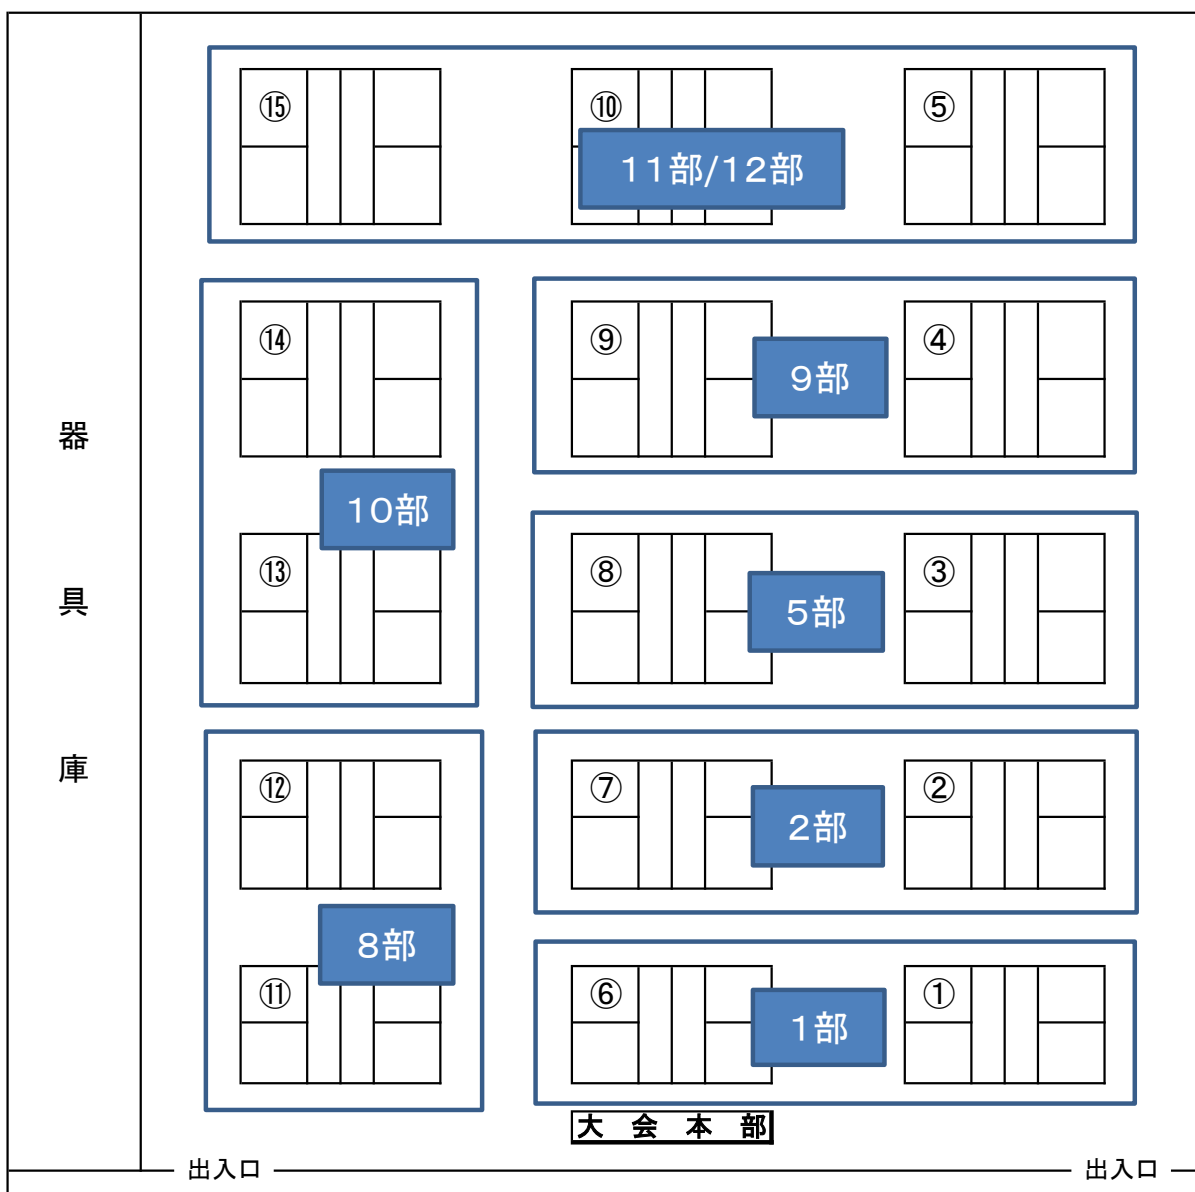 ⑮ ⑩ ⑤
11部/12部
⑭ ⑨ ④
9部
器
10部
⑬ ⑧ ③
具
5部
庫
⑫ ⑦ ②
2部
8部
⑪ ⑥ ①
1部
大会本部
出入口 出入口